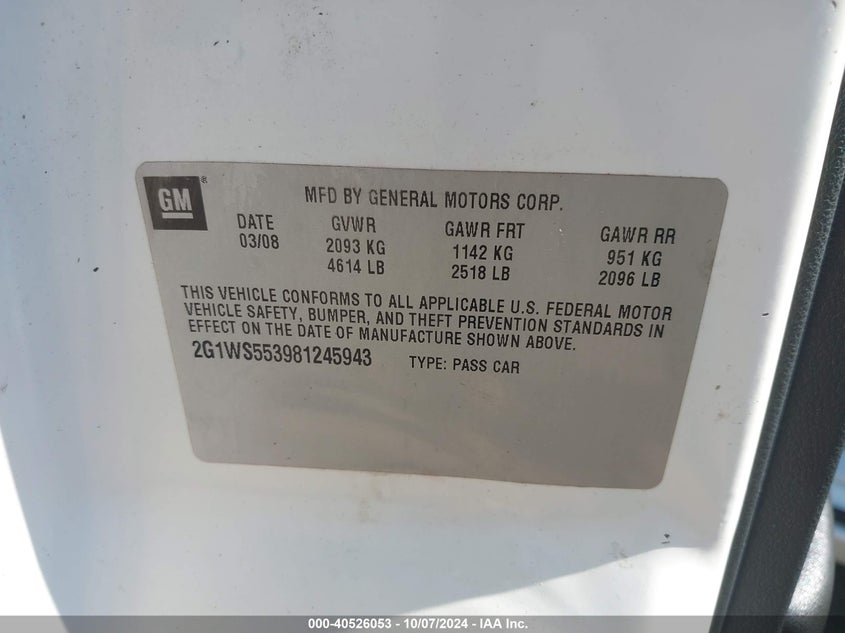 GM ®
MFD BY GENERAL MOTORS CORP.
DATE GVWR GAWR FRT GAWR RR
03/08 2093 KG 1142 KG 951 KG
4614 LB 2518 LB 2096 LB
THIS VEHICLE CONFORMS TO ALL APPLICABLE U.S. FEDERAL MOTOR
VEHICLE SAFETY, BUMPER, AND THEFT PREVENTION STANDARDS IN
EFFECT ON THE DATE OF MANUFACTURE SHOWN ABOVE.
2G1WS553981245943 TYPE: PASS CAR
000-40526053 - 10/07/2024 - IAA Inc.